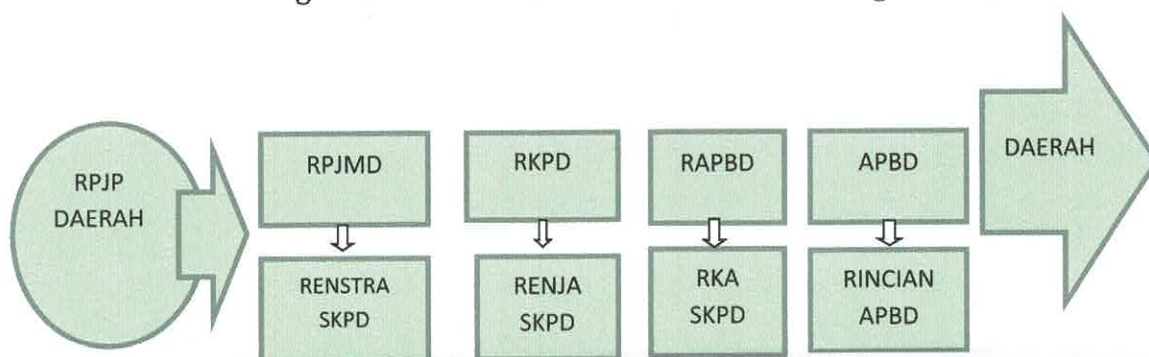 RPJP
DAERAH
RPJMD
RKPD
RAPBD
APBD
DAERAH
RENSTRA
SKPD
RENJA
SKPD
RKA
SKPD
RINCIAN
APBD